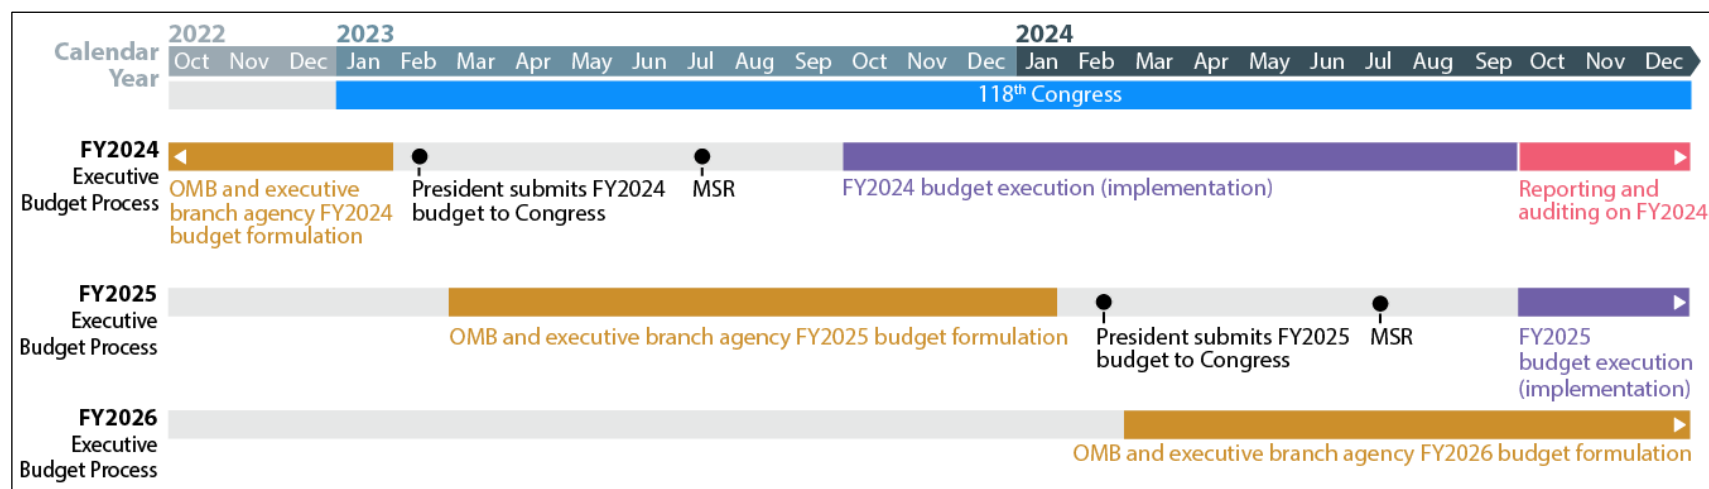 2022 2023 2024
Calendar Year
Oct Nov Dec Jan Feb Mar Apr May Jun Jul Aug Sep Oct Nov Dec Jan Feb Mar Apr May Jun Jul Aug Sep Oct Nov Dec
118th Congress
FY2024
Executive
Budget Process
OMB and executive
branch agency FY2024
budget formulation
President submits FY2024
budget to Congress
MSR
FY2024 budget execution (implementation)
Reporting and
auditing on FY2024
FY2025
Executive
Budget Process
OMB and executive branch agency FY2025 budget formulation
President submits FY2025
budget to Congress
MSR
FY2025
budget execution
(implementation)
FY2026
Executive
Budget Process
OMB and executive branch agency FY2026 budget formulation